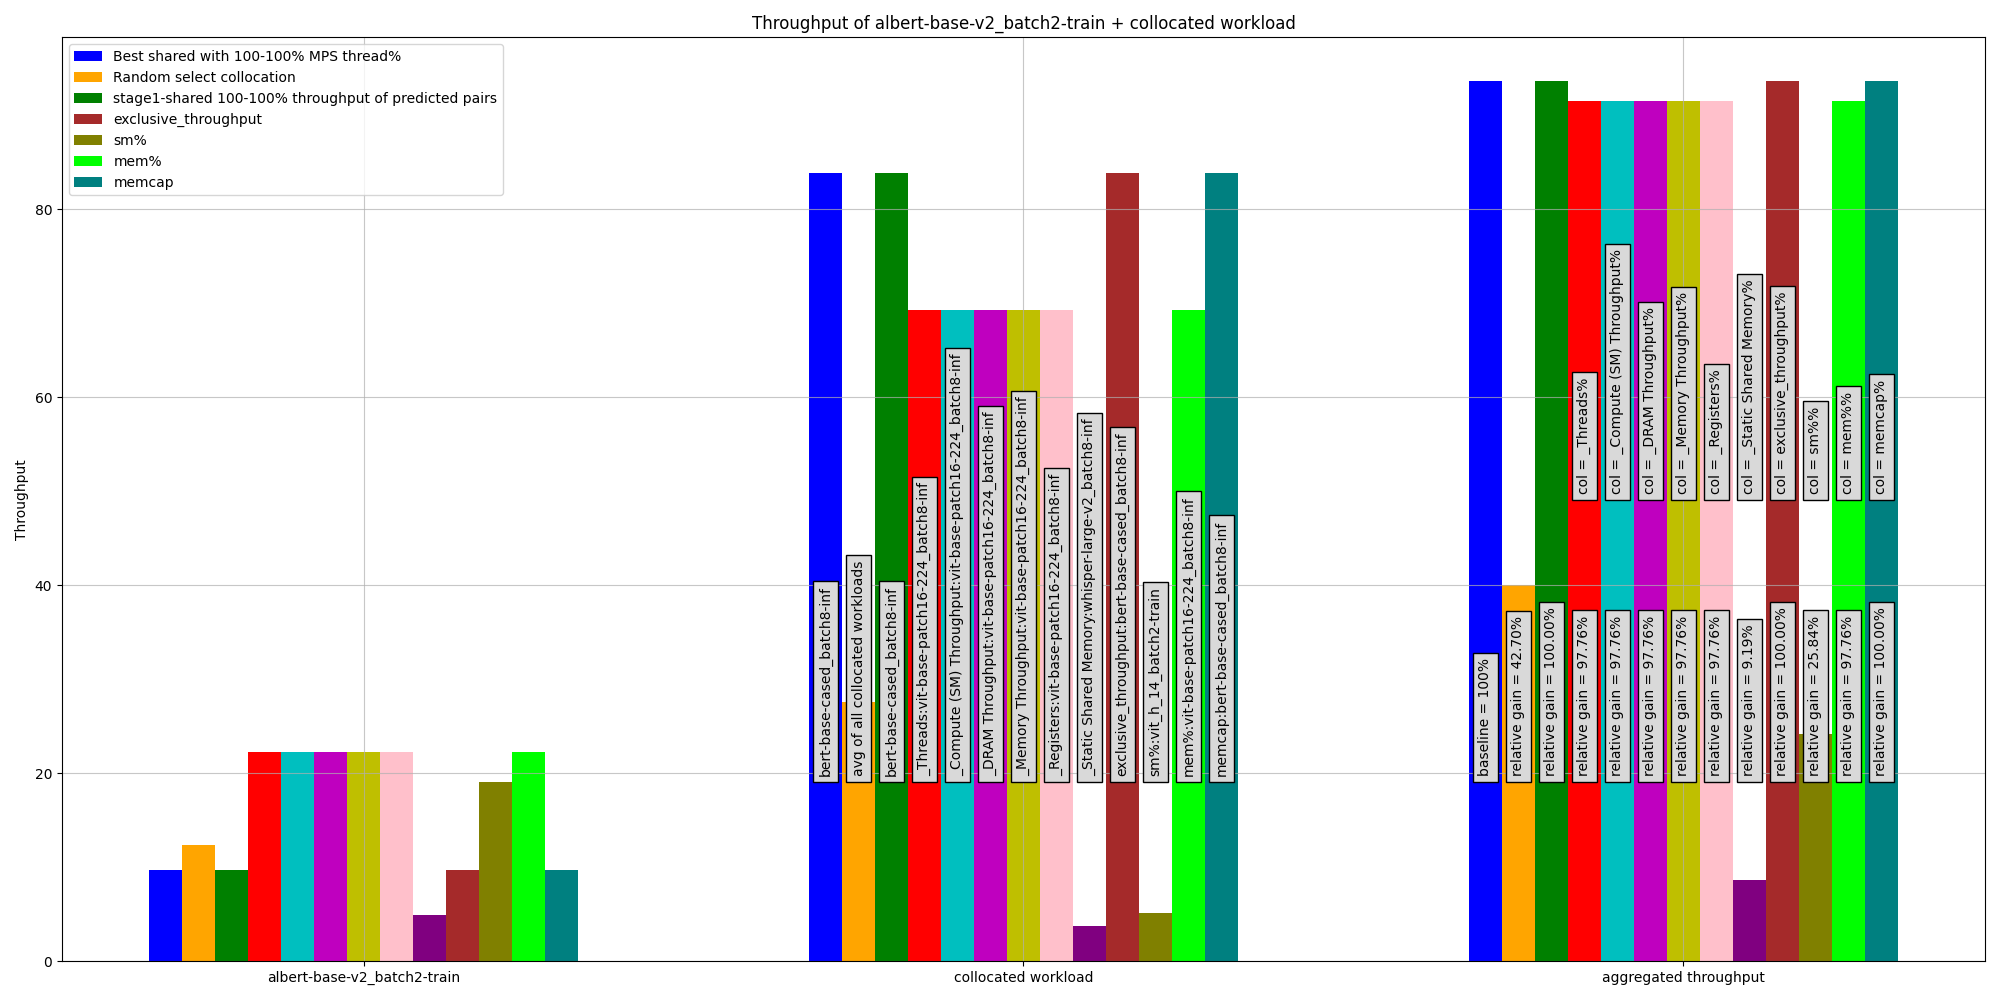 Throughput of albert-base-v2_batch2-train + collocated workload
Best shared with 100-100% MPS thread%
Random select collocation
stage1-shared 100-100% throughput of predicted pairs
exclusive_throughput
sm%
mem%
memcap
Throughput
80
60
40
20
0
bert-base-cased_batch8-inf
avg of all collocated workloads
bert-base-cased_batch8-inf
_Threads:vit-base-patch16-224_batch8-inf
_Compute (SM) Throughput:vit-base-patch16-224_batch8-inf
_DRAM Throughput:vit-base-patch16-224_batch8-inf
_Memory Throughput:vit-base-patch16-224_batch8-inf
_Registers:vit-base-patch16-224_batch8-inf
_Static Shared Memory:whisper-large-v2_batch8-inf
exclusive_throughput:bert-base-cased_batch8-inf
sm%:vit_h_14_batch2-train
mem%:vit-base-patch16-224_batch8-inf
memcap:bert-base-cased_batch8-inf
col = _Threads%
col = _Compute (SM) Throughput%
col = _DRAM Throughput%
col = _Memory Throughput%
col = _Registers%
col = _Static Shared Memory%
col = exclusive_throughput%
col = sm%%
col = mem%%
col = memcap%
baseline = 100%
relative gain = 42.70%
relative gain = 100.00%
relative gain = 97.76%
relative gain = 97.76%
relative gain = 97.76%
relative gain = 97.76%
relative gain = 97.76%
relative gain = 9.19%
relative gain = 100.00%
relative gain = 25.84%
relative gain = 97.76%
relative gain = 100.00%
albert-base-v2_batch2-train
collocated workload
aggregated throughput